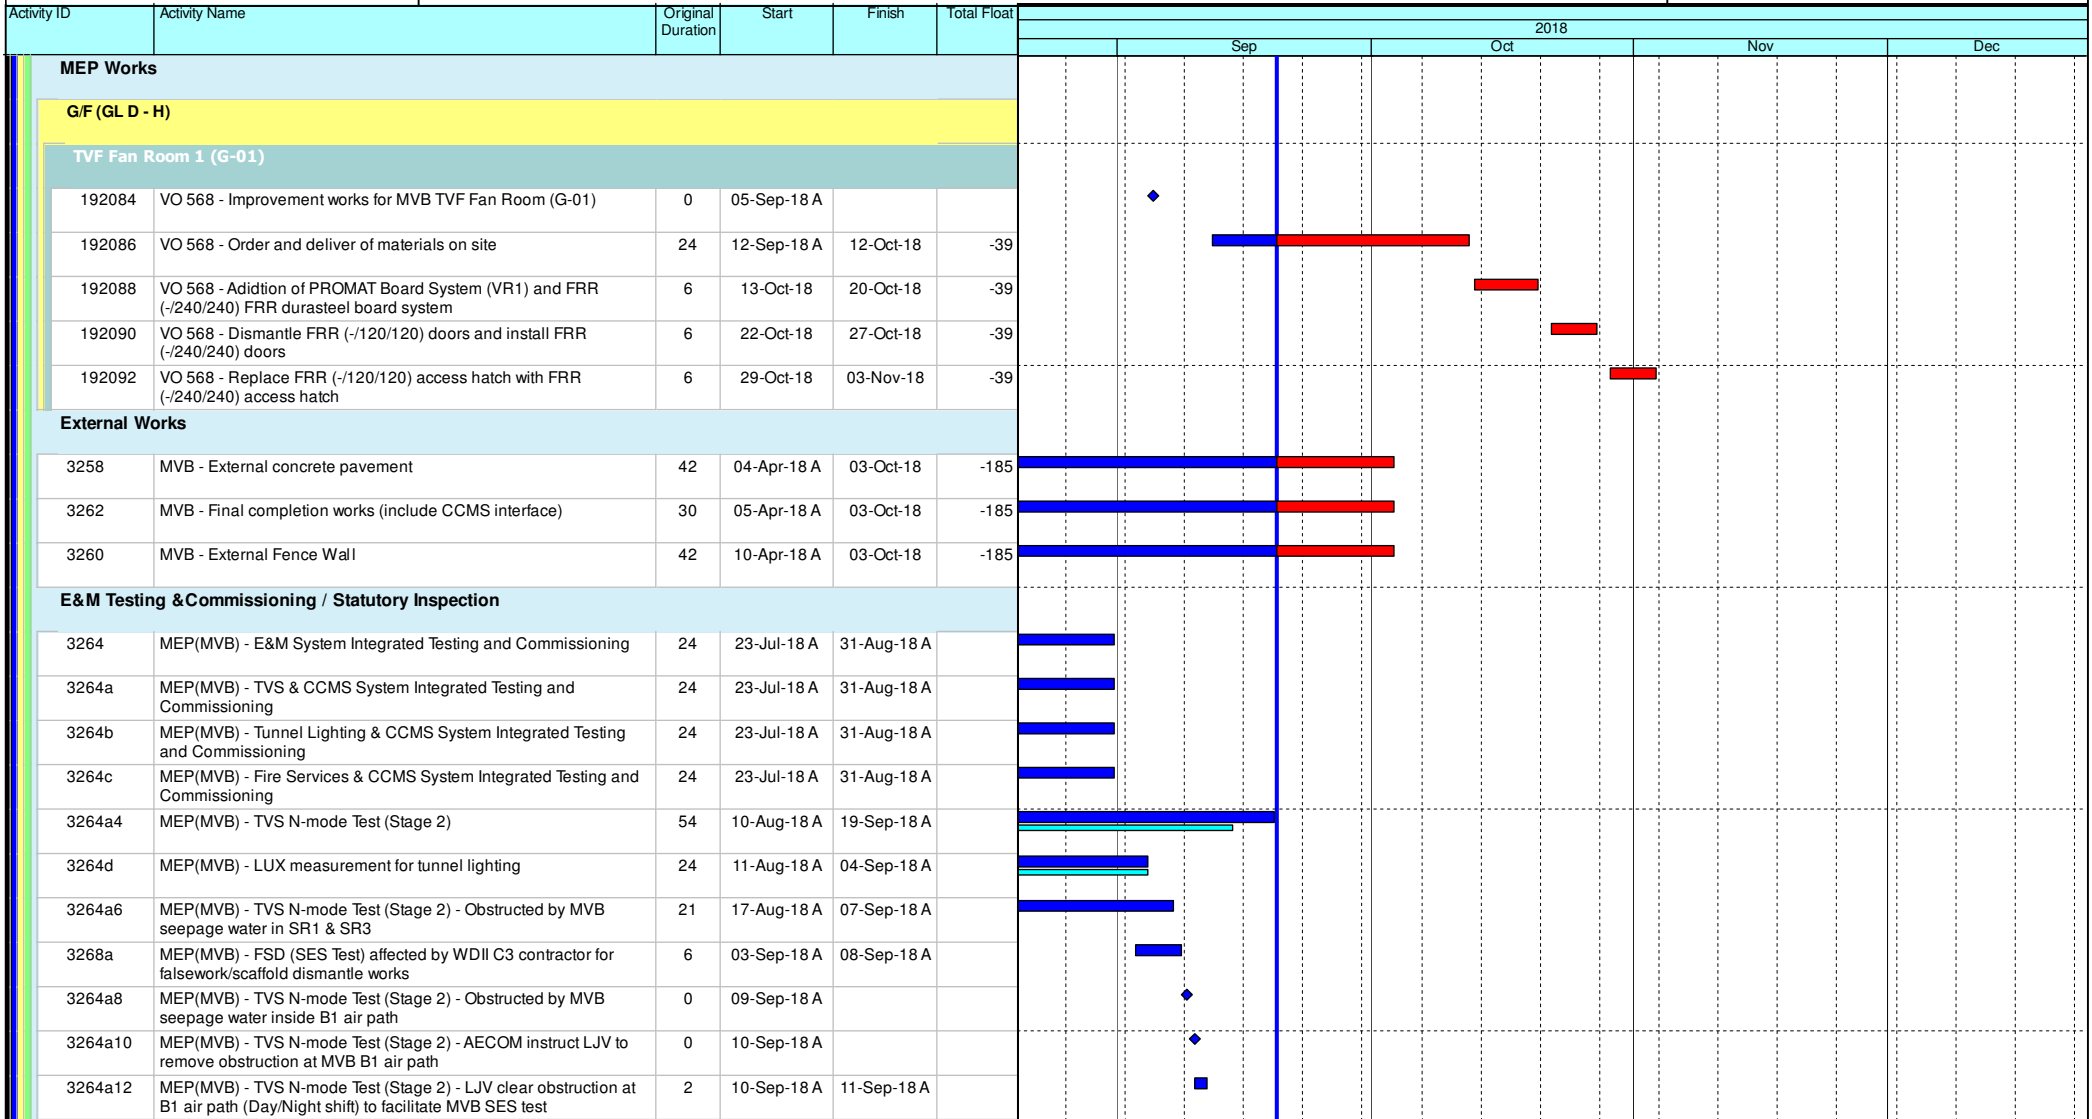 Activity ID Activity Name Original Start Finish Total Float
Duration
2018
Sep Oct Nov Dec
MEP Works
G/F (GL D - H)
TVF Fan Room 1 (G-01)
192084 VO 568 - Improvement works for MVB TVF Fan Room (G-01) 0 05-Sep-18 A
192086 VO 568 - Order and deliver of materials on site 24 12-Sep-18 A 12-Oct-18 -39
192088 VO 568 - Adidtion of PROMAT Board System (VR1) and FRR 6 13-Oct-18 20-Oct-18 -39
(-/240/240) FRR durasteel board system
192090 VO 568 - Dismantle FRR (-/120/120) doors and install FRR 6 22-Oct-18 27-Oct-18 -39
(-/240/240) doors
192092 VO 568 - Replace FRR (-/120/120) access hatch with FRR 6 29-Oct-18 03-Nov-18 -39
(-/240/240) access hatch
External Works
3258 MVB - External concrete pavement 42 04-Apr-18 A 03-Oct-18 -185
3262 MVB - Final completion works (include CCMS interface) 30 05-Apr-18 A 03-Oct-18 -185
3260 MVB - External Fence Wall 42 10-Apr-18 A 03-Oct-18 -185
E&M Testing &Commissioning / Statutory Inspection
3264 MEP(MVB) - E&M System Integrated Testing and Commissioning 24 23-Jul-18 A 31-Aug-18 A
3264a MEP(MVB) - TVS & CCMS System Integrated Testing and 24 23-Jul-18 A 31-Aug-18 A
Commissioning
3264b MEP(MVB) - Tunnel Lighting & CCMS System Integrated Testing 24 23-Jul-18 A 31-Aug-18 A
and Commissioning
3264c MEP(MVB) - Fire Services & CCMS System Integrated Testing and 24 23-Jul-18 A 31-Aug-18 A
Commissioning
3264a4 MEP(MVB) - TVS N-mode Test (Stage 2) 54 10-Aug-18 A 19-Sep-18 A
3264d MEP(MVB) - LUX measurement for tunnel lighting 24 11-Aug-18 A 04-Sep-18 A
3264a6 MEP(MVB) - TVS N-mode Test (Stage 2) - Obstructed by MVB 21 17-Aug-18 A 07-Sep-18 A
seepage water in SR1 & SR3
3268a MEP(MVB) - FSD (SES Test) affected by WDII C3 contractor for 6 03-Sep-18 A 08-Sep-18 A
falsework/scaffold dismantle works
3264a8 MEP(MVB) - TVS N-mode Test (Stage 2) - Obstructed by MVB 0 09-Sep-18 A
seepage water inside B1 air path
3264a10 MEP(MVB) - TVS N-mode Test (Stage 2) - AECOM instruct LJV to 0 10-Sep-18 A
remove obstruction at MVB B1 air path
3264a12 MEP(MVB) - TVS N-mode Test (Stage 2) - LJV clear obstruction at 2 10-Sep-18 A 11-Sep-18 A
B1 air path (Day/Night shift) to facilitate MVB SES test